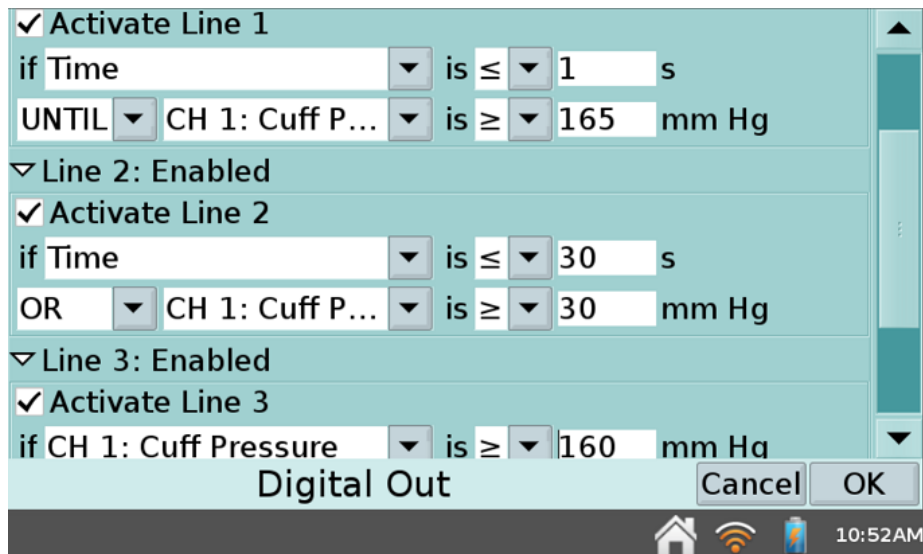 Activate Line 1
if Time is ≤ 1 s
UNTIL CH 1: Cuff P... is ≥ 165 mm Hg
Line 2: Enabled
Activate Line 2
if Time is ≤ 30 s
OR CH 1: Cuff P... is ≥ 30 mm Hg
Line 3: Enabled
Activate Line 3
if CH 1: Cuff Pressure is ≥ 160 mm Hg
Digital Out Cancel OK
10:52AM